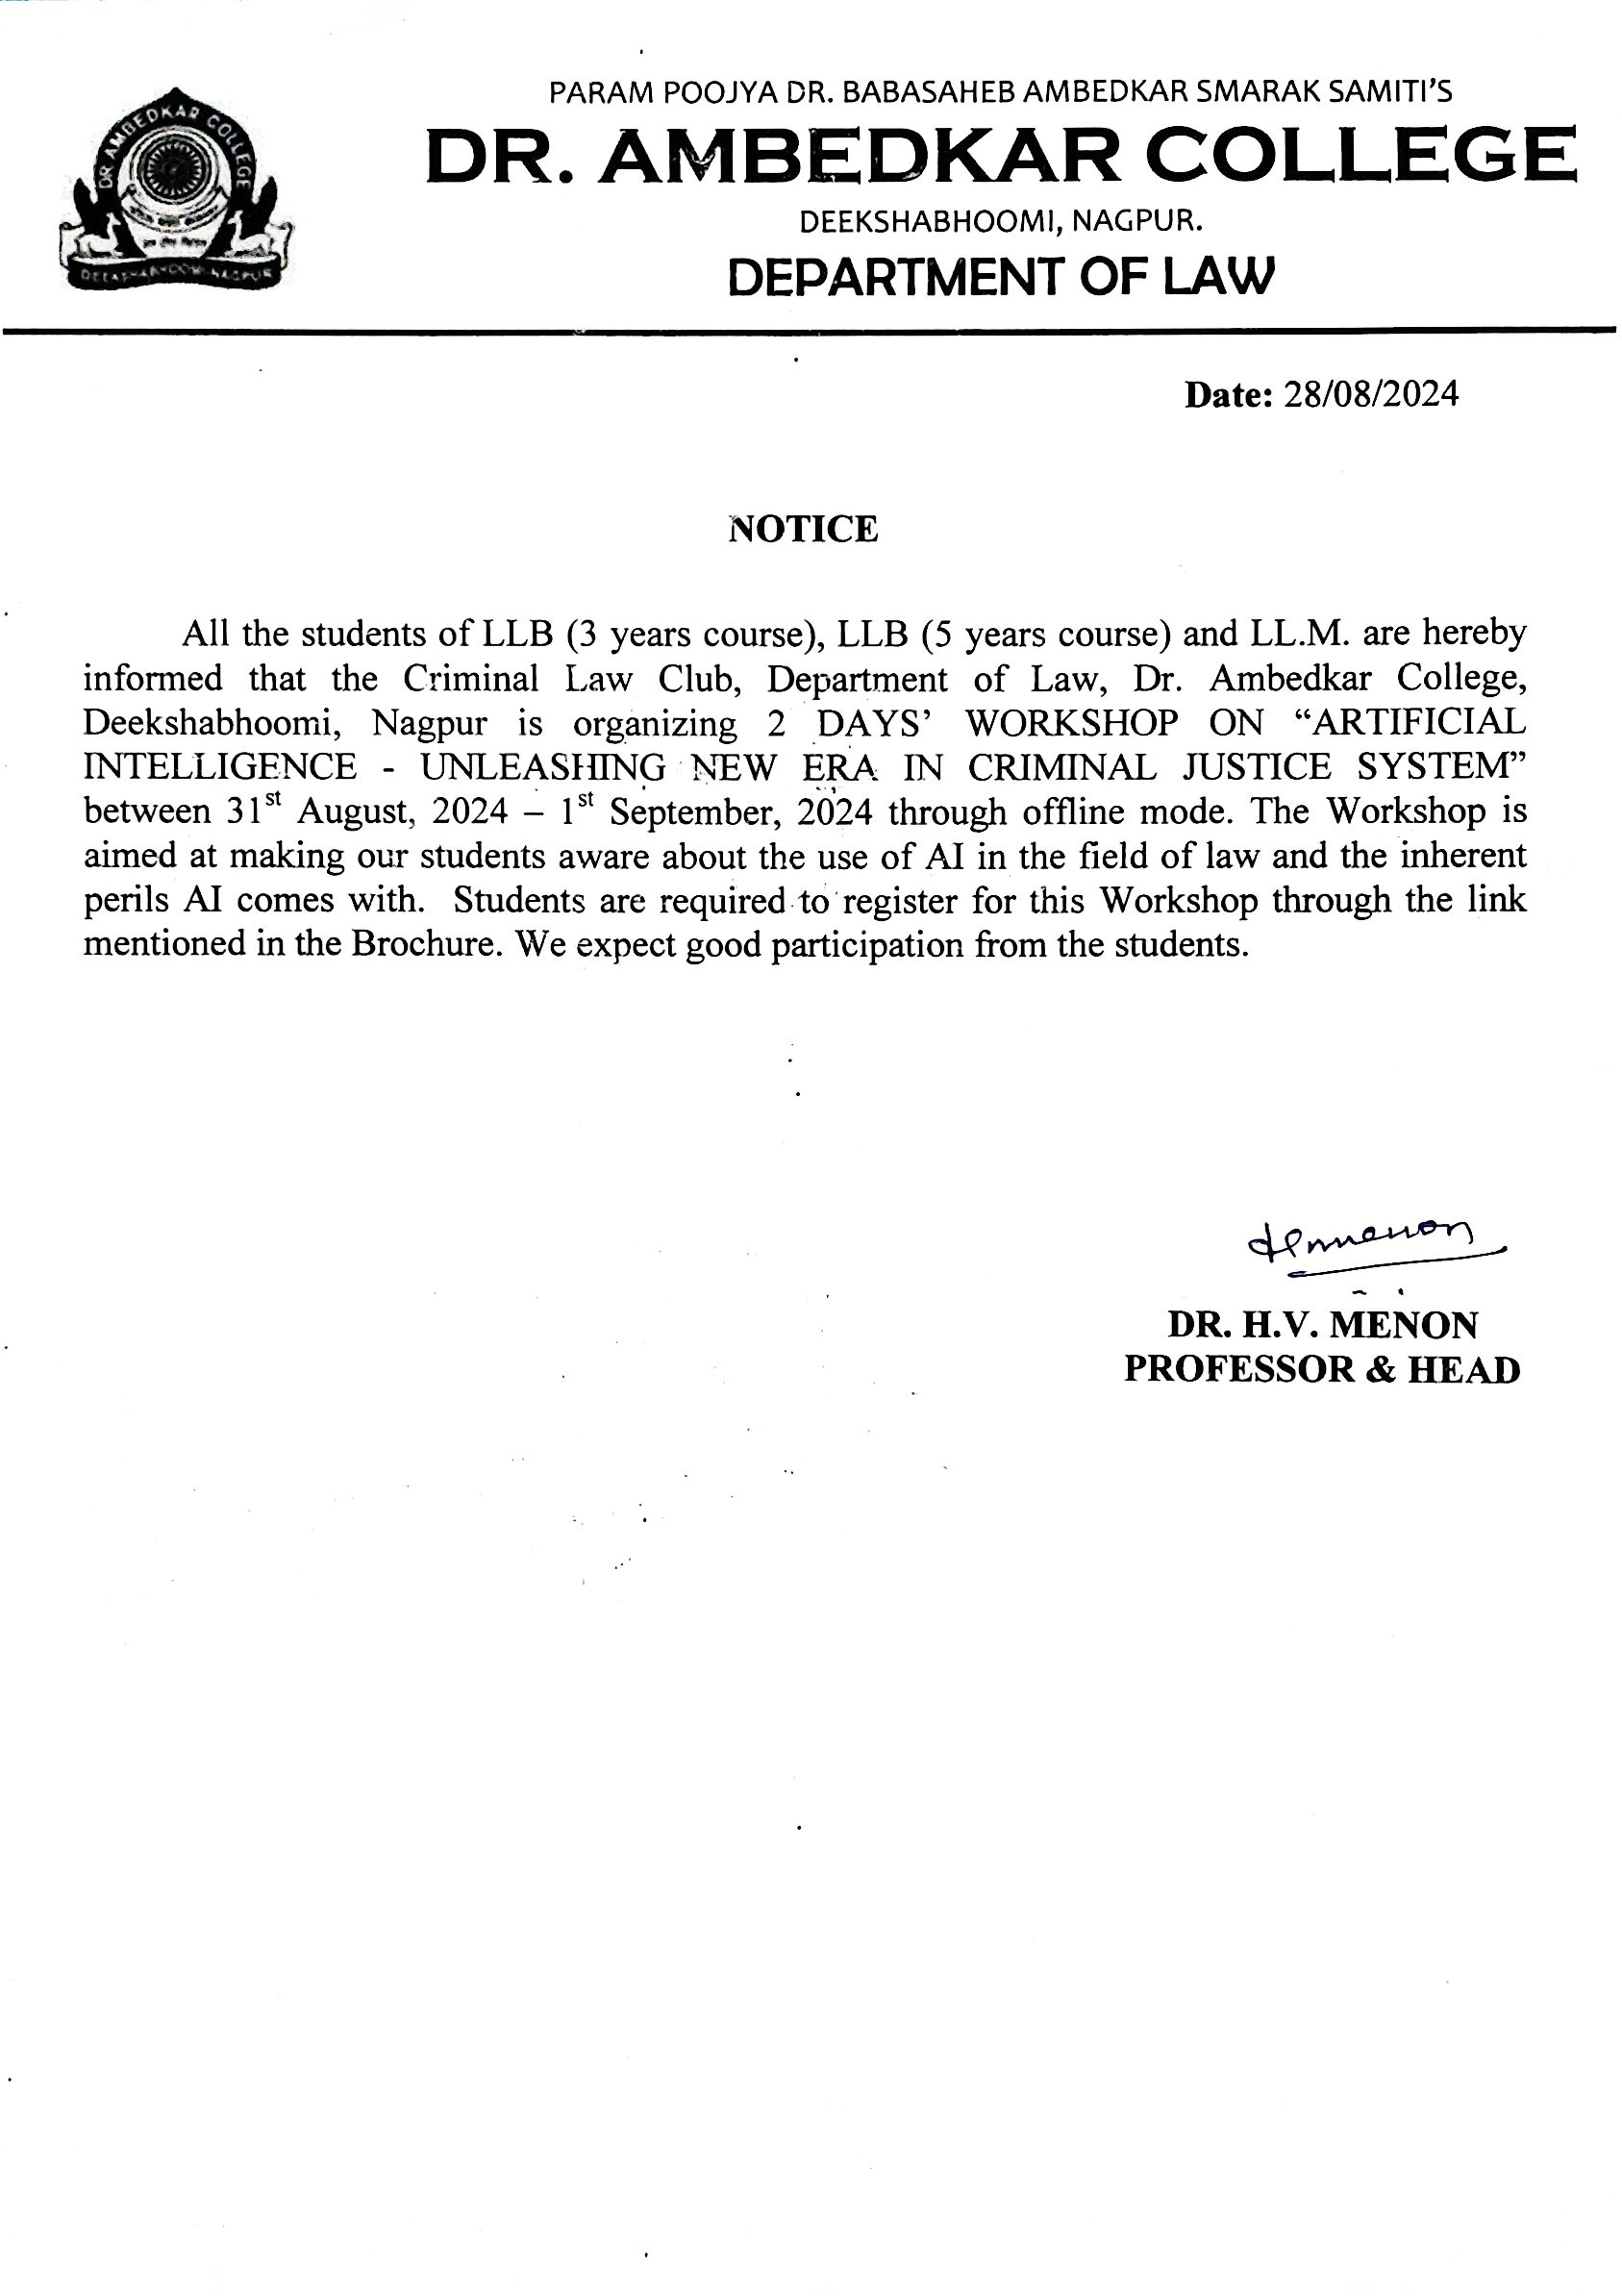 DR. AMBEDKAR COLLEGE
DEEKSHABHOOMI NAGPUR
PARAM POOJYA DR. BABASAHEB AMBEDKAR SMARAK SAMITI'S
DR. AMBEDKAR COLLEGE
DEEKSHABHOOMI, NAGPUR.
DEPARTMENT OF LAW
Date: 28/08/2024
NOTICE
All the students of LLB (3 years course), LLB (5 years course) and LL.M. are hereby
informed that the Criminal Law Club, Department of Law, Dr. Ambedkar College,
Deekshabhoomi, Nagpur is organizing 2 DAYS' WORKSHOP ON “ARTIFICIAL
INTELLIGENCE - UNLEASHING NEW ERA IN CRIMINAL JUSTICE SYSTEM”
between 31st August, 2024 – 1st September, 2024 through offline mode. The Workshop is
aimed at making our students aware about the use of AI in the field of law and the inherent
perils AI comes with. Students are required to register for this Workshop through the link
mentioned in the Brochure. We expect good participation from the students.
Hvmenon
DR. H.V. MENON
PROFESSOR & HEAD